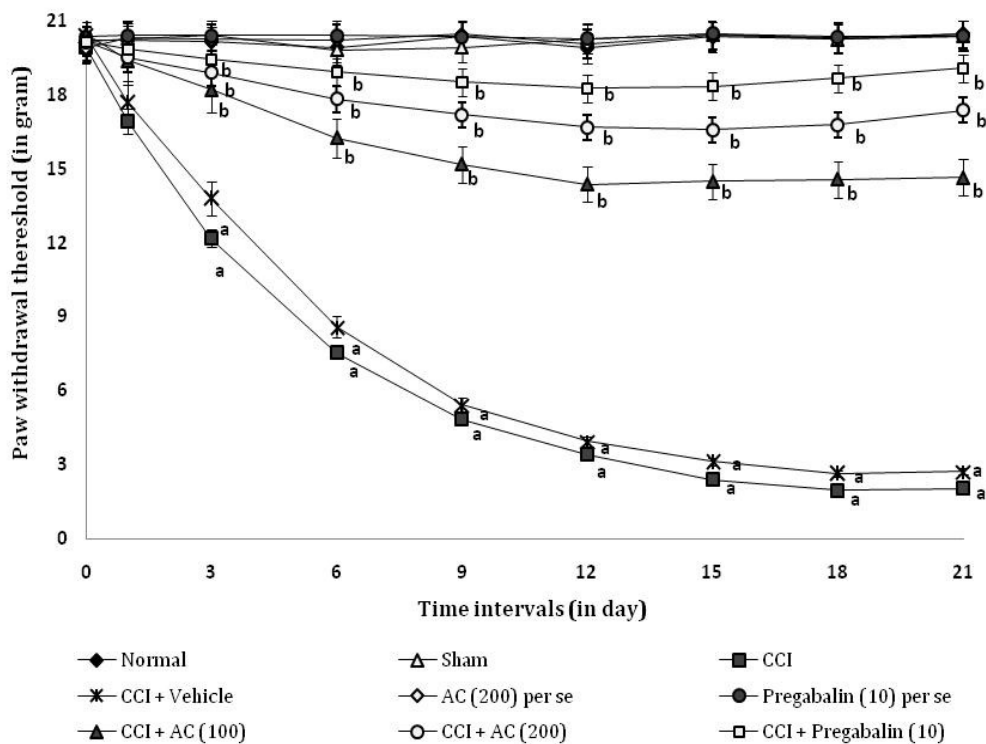 Paw withdrawal thereshold (in gram)
21
18
15
12
9
6
3
0
b b b b b b b
b b b b b b b
b b b b b b b
a a a a a a a
a a a a a a a
0 3 6 9 12 15 18 21
Time intervals (in day)
Normal Sham CCI
CCI + Vehicle AC (200) per se Pregabalin (10) per se
CCI + AC (100) CCI + AC (200) CCI + Pregabalin (10)